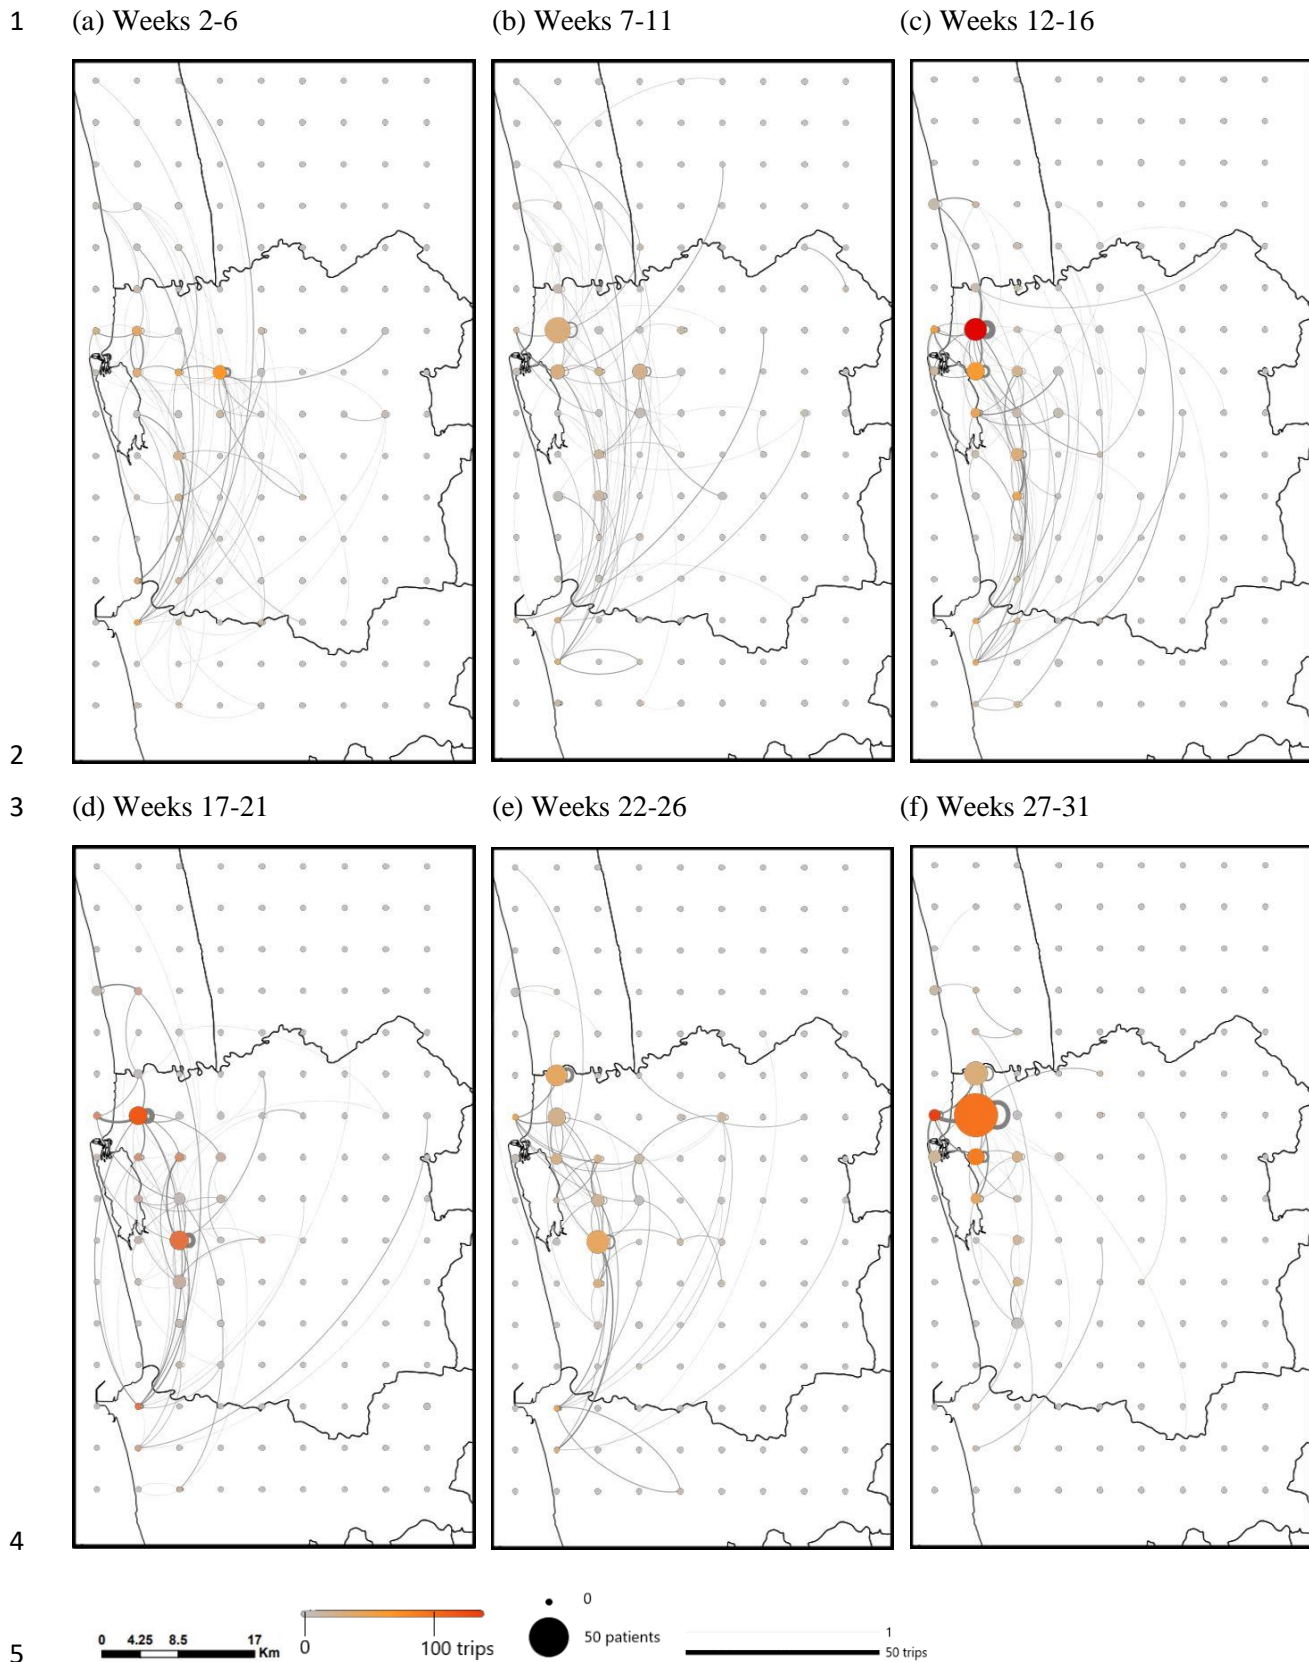 1 (a) Weeks 2-6 (b) Weeks 7-11 (c) Weeks 12-16
2
3 (d) Weeks 17-21 (e) Weeks 22-26 (f) Weeks 27-31
4
0
50 patients
0 100 trips
1
50 trips
0 4.25 8.5 17
Km
5